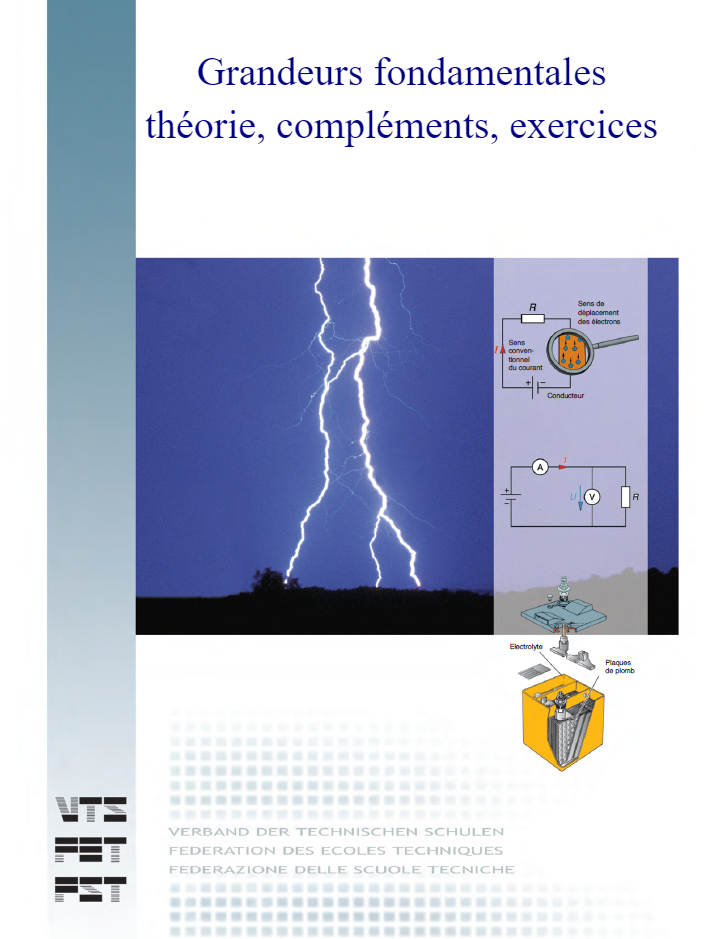 Grandeurs fondamentales
théorie, compléments, exercices
R
Sens de
déplacement
des électrons
I
Sens
conven-
tionnel
du courant
+ −
Conducteur
A
I
+
−
U
V
R
Electrolyte
Plaques
de plomb
VTS
FET
FST
VERBAND DER TECHNISCHEN SCHULEN
FEDERATION DES ECOLES TECHNIQUES
FEDERAZIONE DELLE SCUOLE TECNICHE